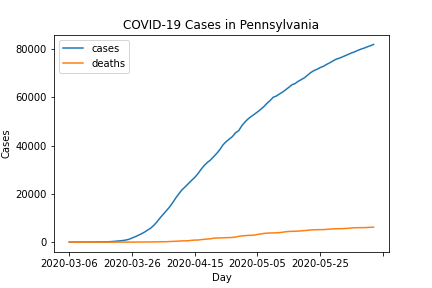 COVID-19 Cases in Pennsylvania
cases
deaths
80000
60000
40000
20000
0
Cases
2020-03-06 2020-03-26 2020-04-15 2020-05-05 2020-05-25
Day